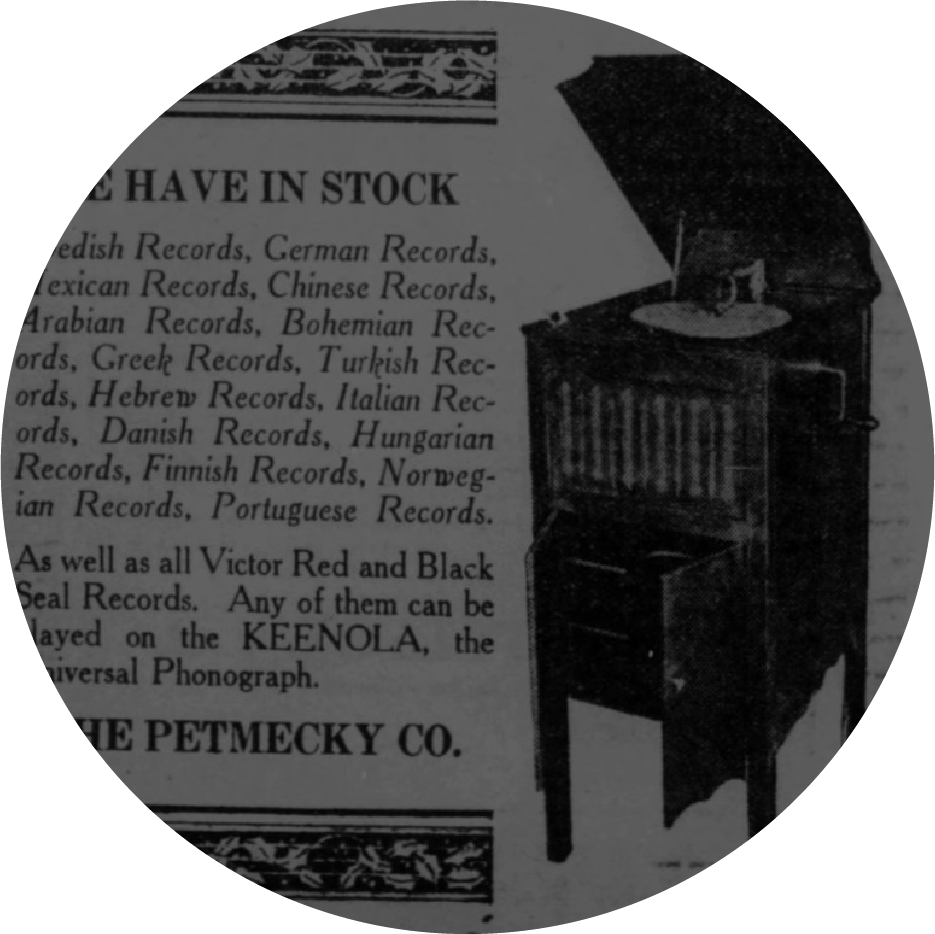 E HAVE IN STOCK
edish Records, German Records,
exican Records, Chinese Records,
Arabian Records, Bohemian Rec-
ords, Greek Records, Turkish Rec-
ords, Hebrew Records, Italian Rec-
ords, Danish Records, Hungarian
Records, Finnish Records, Norweg-
ian Records, Portuguese Records.
As well as all Victor Red and Black
Seal Records. Any of them can be
layed on the KEENOLA, the
niversal Phonograph.
HE PETMECKY CO.